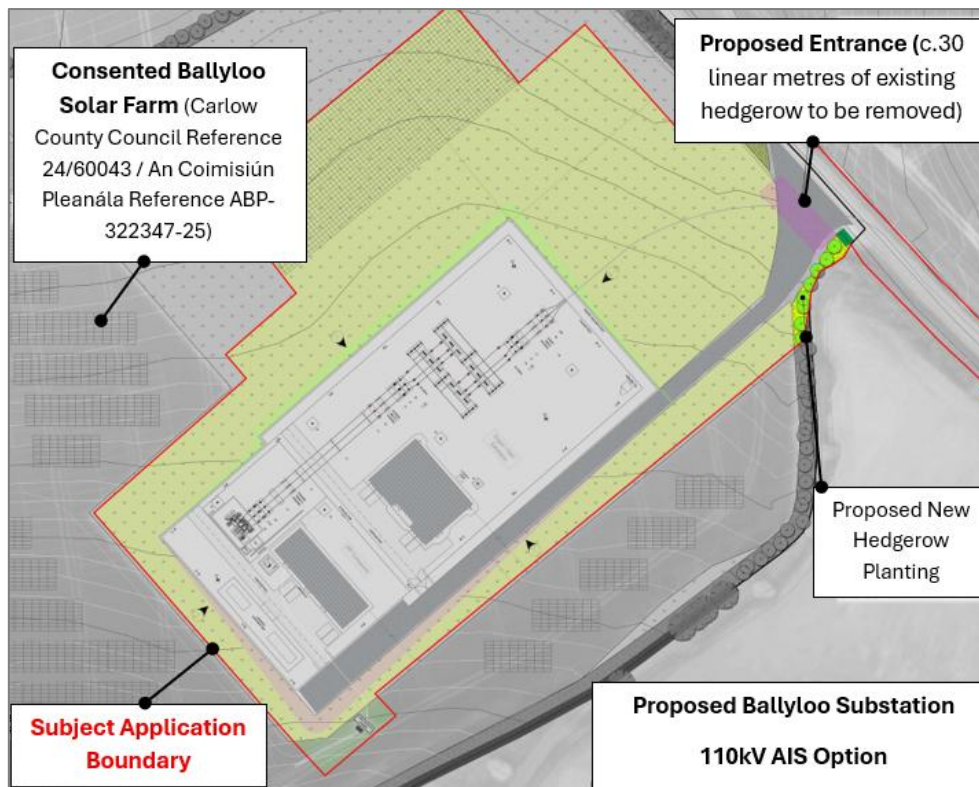 Consented Ballyloo
Solar Farm (Carlow
County Council Reference
24/60043 / An Coimisiún
Pleanála Reference ABP-
322347-25)
Proposed Entrance (c.30
linear metres of existing
hedgerow to be removed)
Proposed New
Hedgerow
Planting
Subject Application
Boundary
Proposed Ballyloo Substation
110kV AIS Option